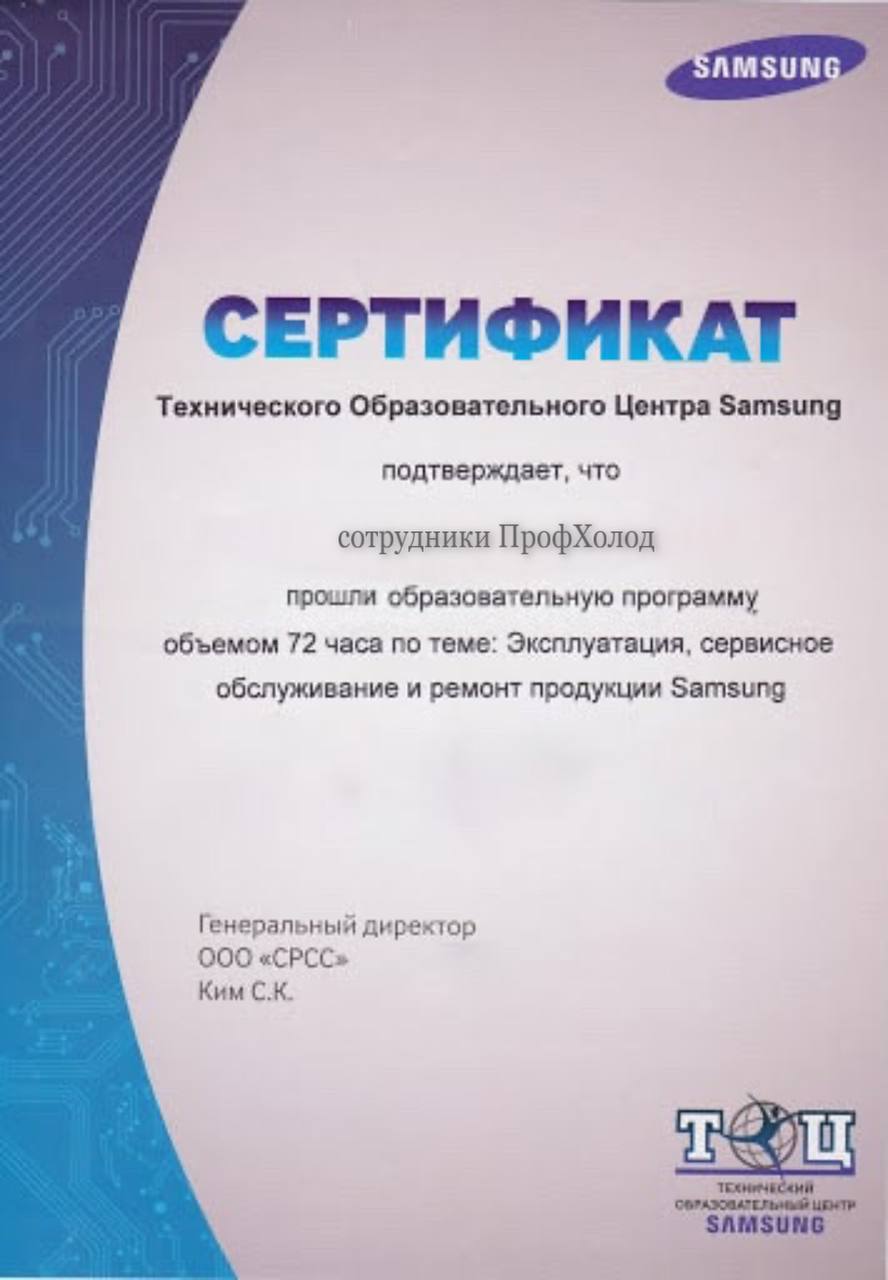 SAMSUNG
СЕРТИФИКАТ
Технического Образовательного Центра Samsung
подтверждает, что
сотрудники ПрофХолод
прошли образовательную программу
объемом 72 часа по теме: Эксплуатация, сервисное
обслуживание и ремонт продукции Samsung
Генеральный директор
ООО «СРСС»
Ким С.К.
ТОЦ
ТЕХНИЧЕСКИЙ
ОБРАЗОВАТЕЛЬНЫЙ ЦЕНТР
SAMSUNG